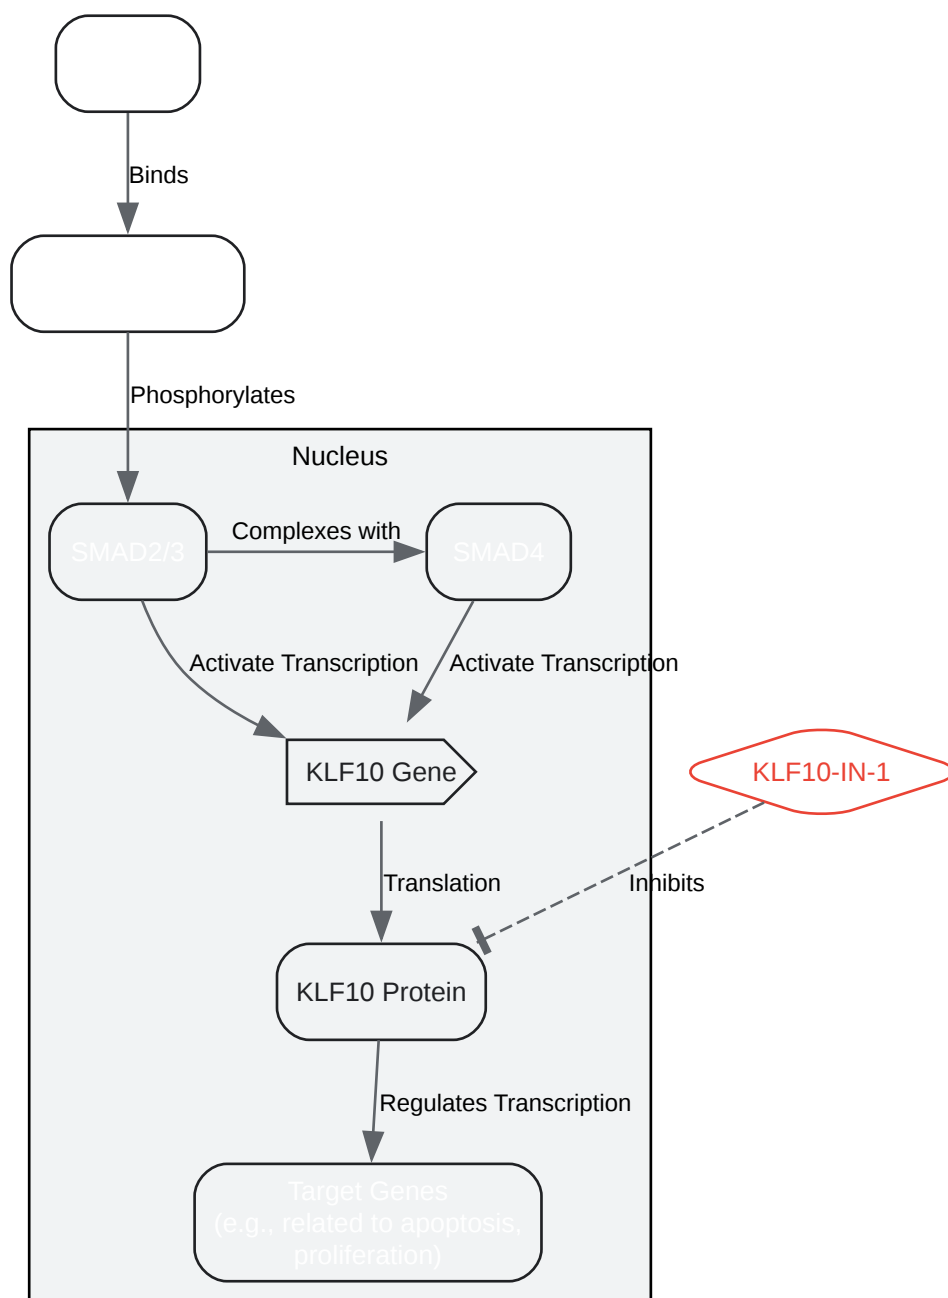 Binds
Phosphorylates
Nucleus
SMAD2/3
Complexes with
SMAD4
Activate Transcription
Activate Transcription
KLF10 Gene
KLF10-IN-1
Translation
Inhibits
KLF10 Protein
Regulates Transcription
Target Genes
(e.g., related to apoptosis,
proliferation)